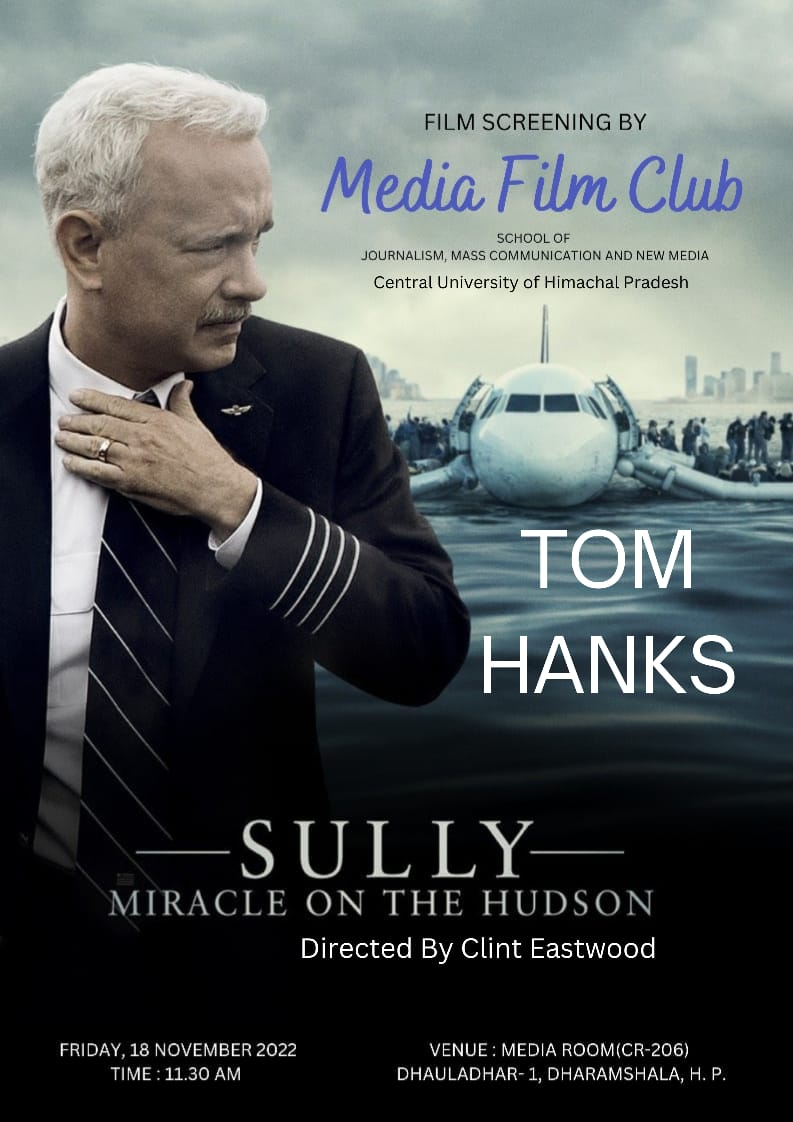 FILM SCREENING BY
Media Film Club
SCHOOL OF
JOURNALISM, MASS COMMUNICATION AND NEW MEDIA
Central University of Himachal Pradesh
TOM
HANKS
SULLY
MIRACLE ON THE HUDSON
Directed By Clint Eastwood
FRIDAY, 18 NOVEMBER 2022
TIME : 11.30 AM
VENUE : MEDIA ROOM(CR-206)
DHAULADHAR- 1, DHARAMSHALA, H. P.